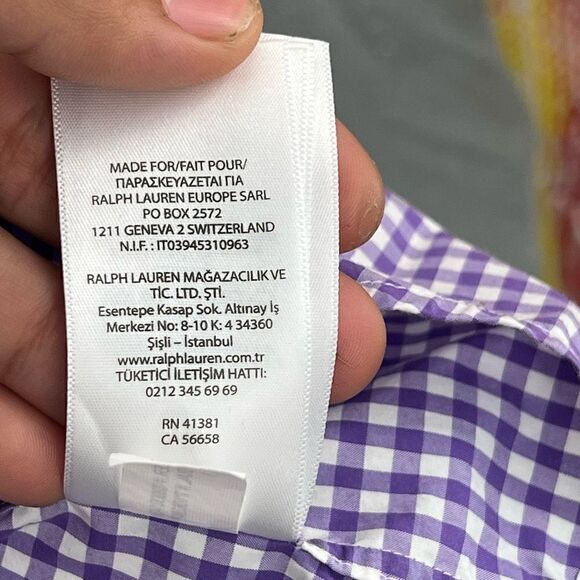 MADE FOR/FAIT POUR/
ΠΑΡΑΣΚΕΥΑΖΕΤΑΙ ΓΙΑ
RALPH LAUREN EUROPE SARL
PO BOX 2572
1211 GENEVA 2 SWITZERLAND
N.I.F. : IT03945310963
RALPH LAUREN MAĞAZACILIK VE
TİC. LTD. ŞTİ.
Esentepe Kasap Sok. Altınay İş
Merkezi No: 8-10 K: 4 34360
Şişli – İstanbul
www.ralphlauren.com.tr
TÜKETİCİ İLETİŞİM HATTI:
0212 345 69 69
RN 41381
CA 56658